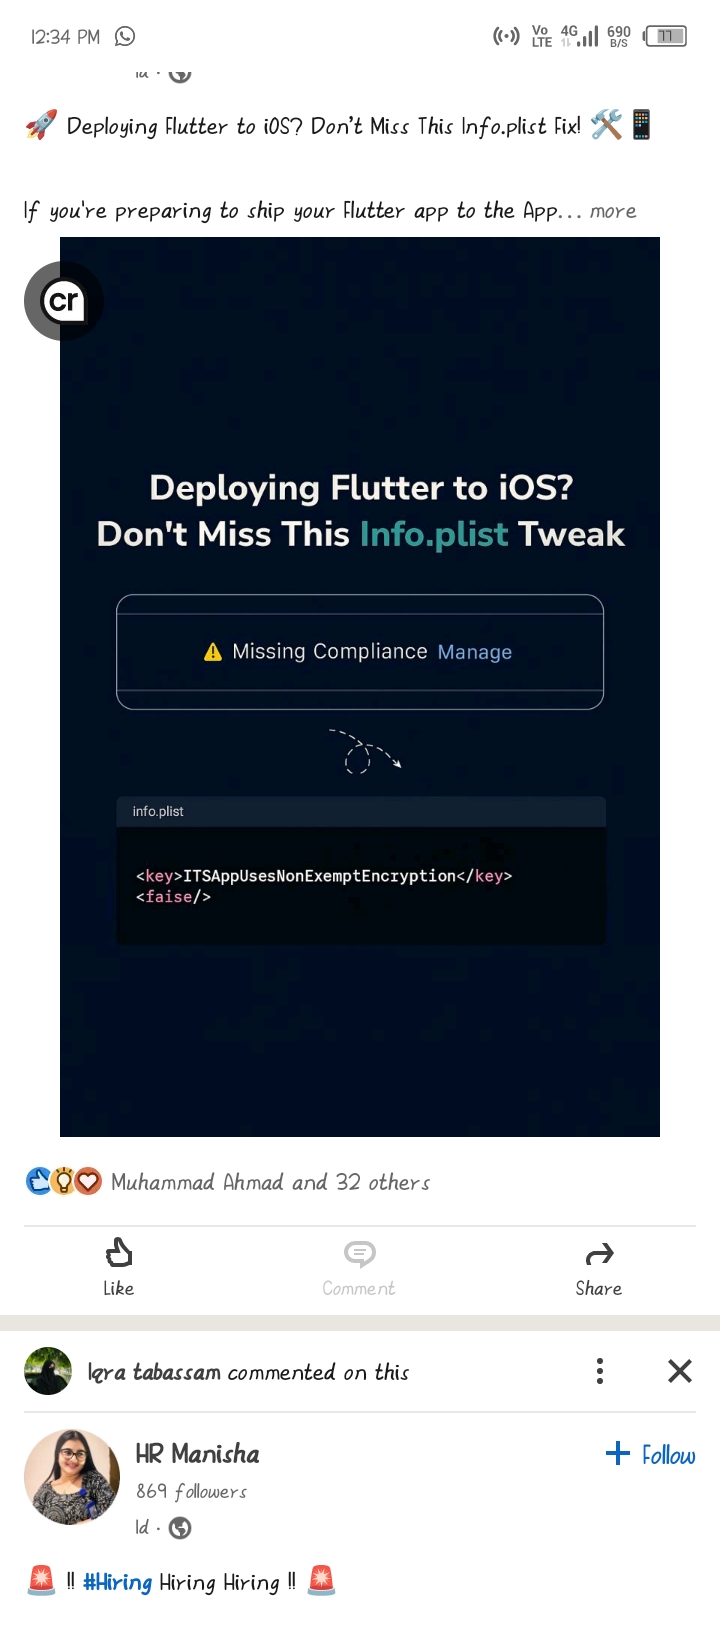 12:34 PM
Vo LTE 4G 690 B/S 77
1d ·
🚀 Deploying Flutter to iOS? Don't Miss This Info.plist Fix! 🛠️📱
If you're preparing to ship your Flutter app to the App... more
cr
Deploying Flutter to iOS?
Don't Miss This Info.plist Tweak
⚠️ Missing Compliance Manage
info.plist
<key>ITSAppUsesNonExemptEncryption</key>
<faise/>
Muhammad Ahmad and 32 others
Like Comment Share
Iqra tabassam commented on this
HR Manisha
+ Follow
869 followers
1d ·
🚨 !! #Hiring Hiring Hiring !! 🚨